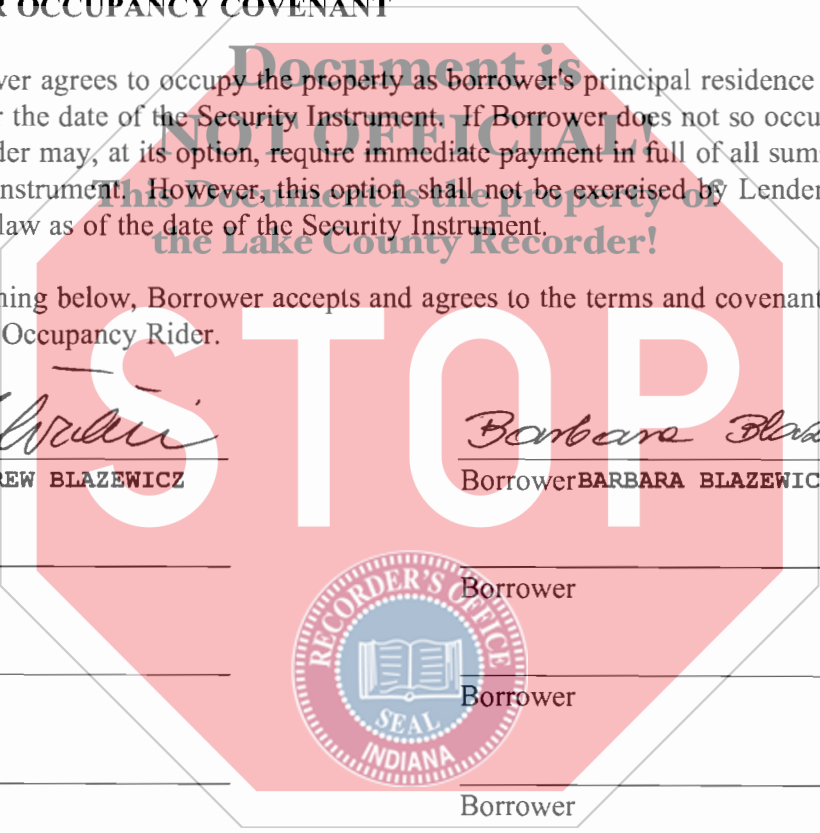 R OCCUPANCY COVENANT
Document is
ver agrees to occupy the property as borrower's principal residence
r the date of the Security Instrument. If Borrower does not so occu
NOT OFFICIAL!
der may, at its option, require immediate payment in full of all sum
This Document is the property of
nstrument. However, this option shall not be exercised by Lender
law as of the date of the Security Instrument.
the Lake County Recorder!
ning below, Borrower accepts and agrees to the terms and covenant
Occupancy Rider.
STOP
Barbara Blaz
REW BLAZEWICZ
Borrower BARBARA BLAZEWIC
Borrower
RECORDER'S OFFICE
Borrower
SEAL
INDIANA
Borrower